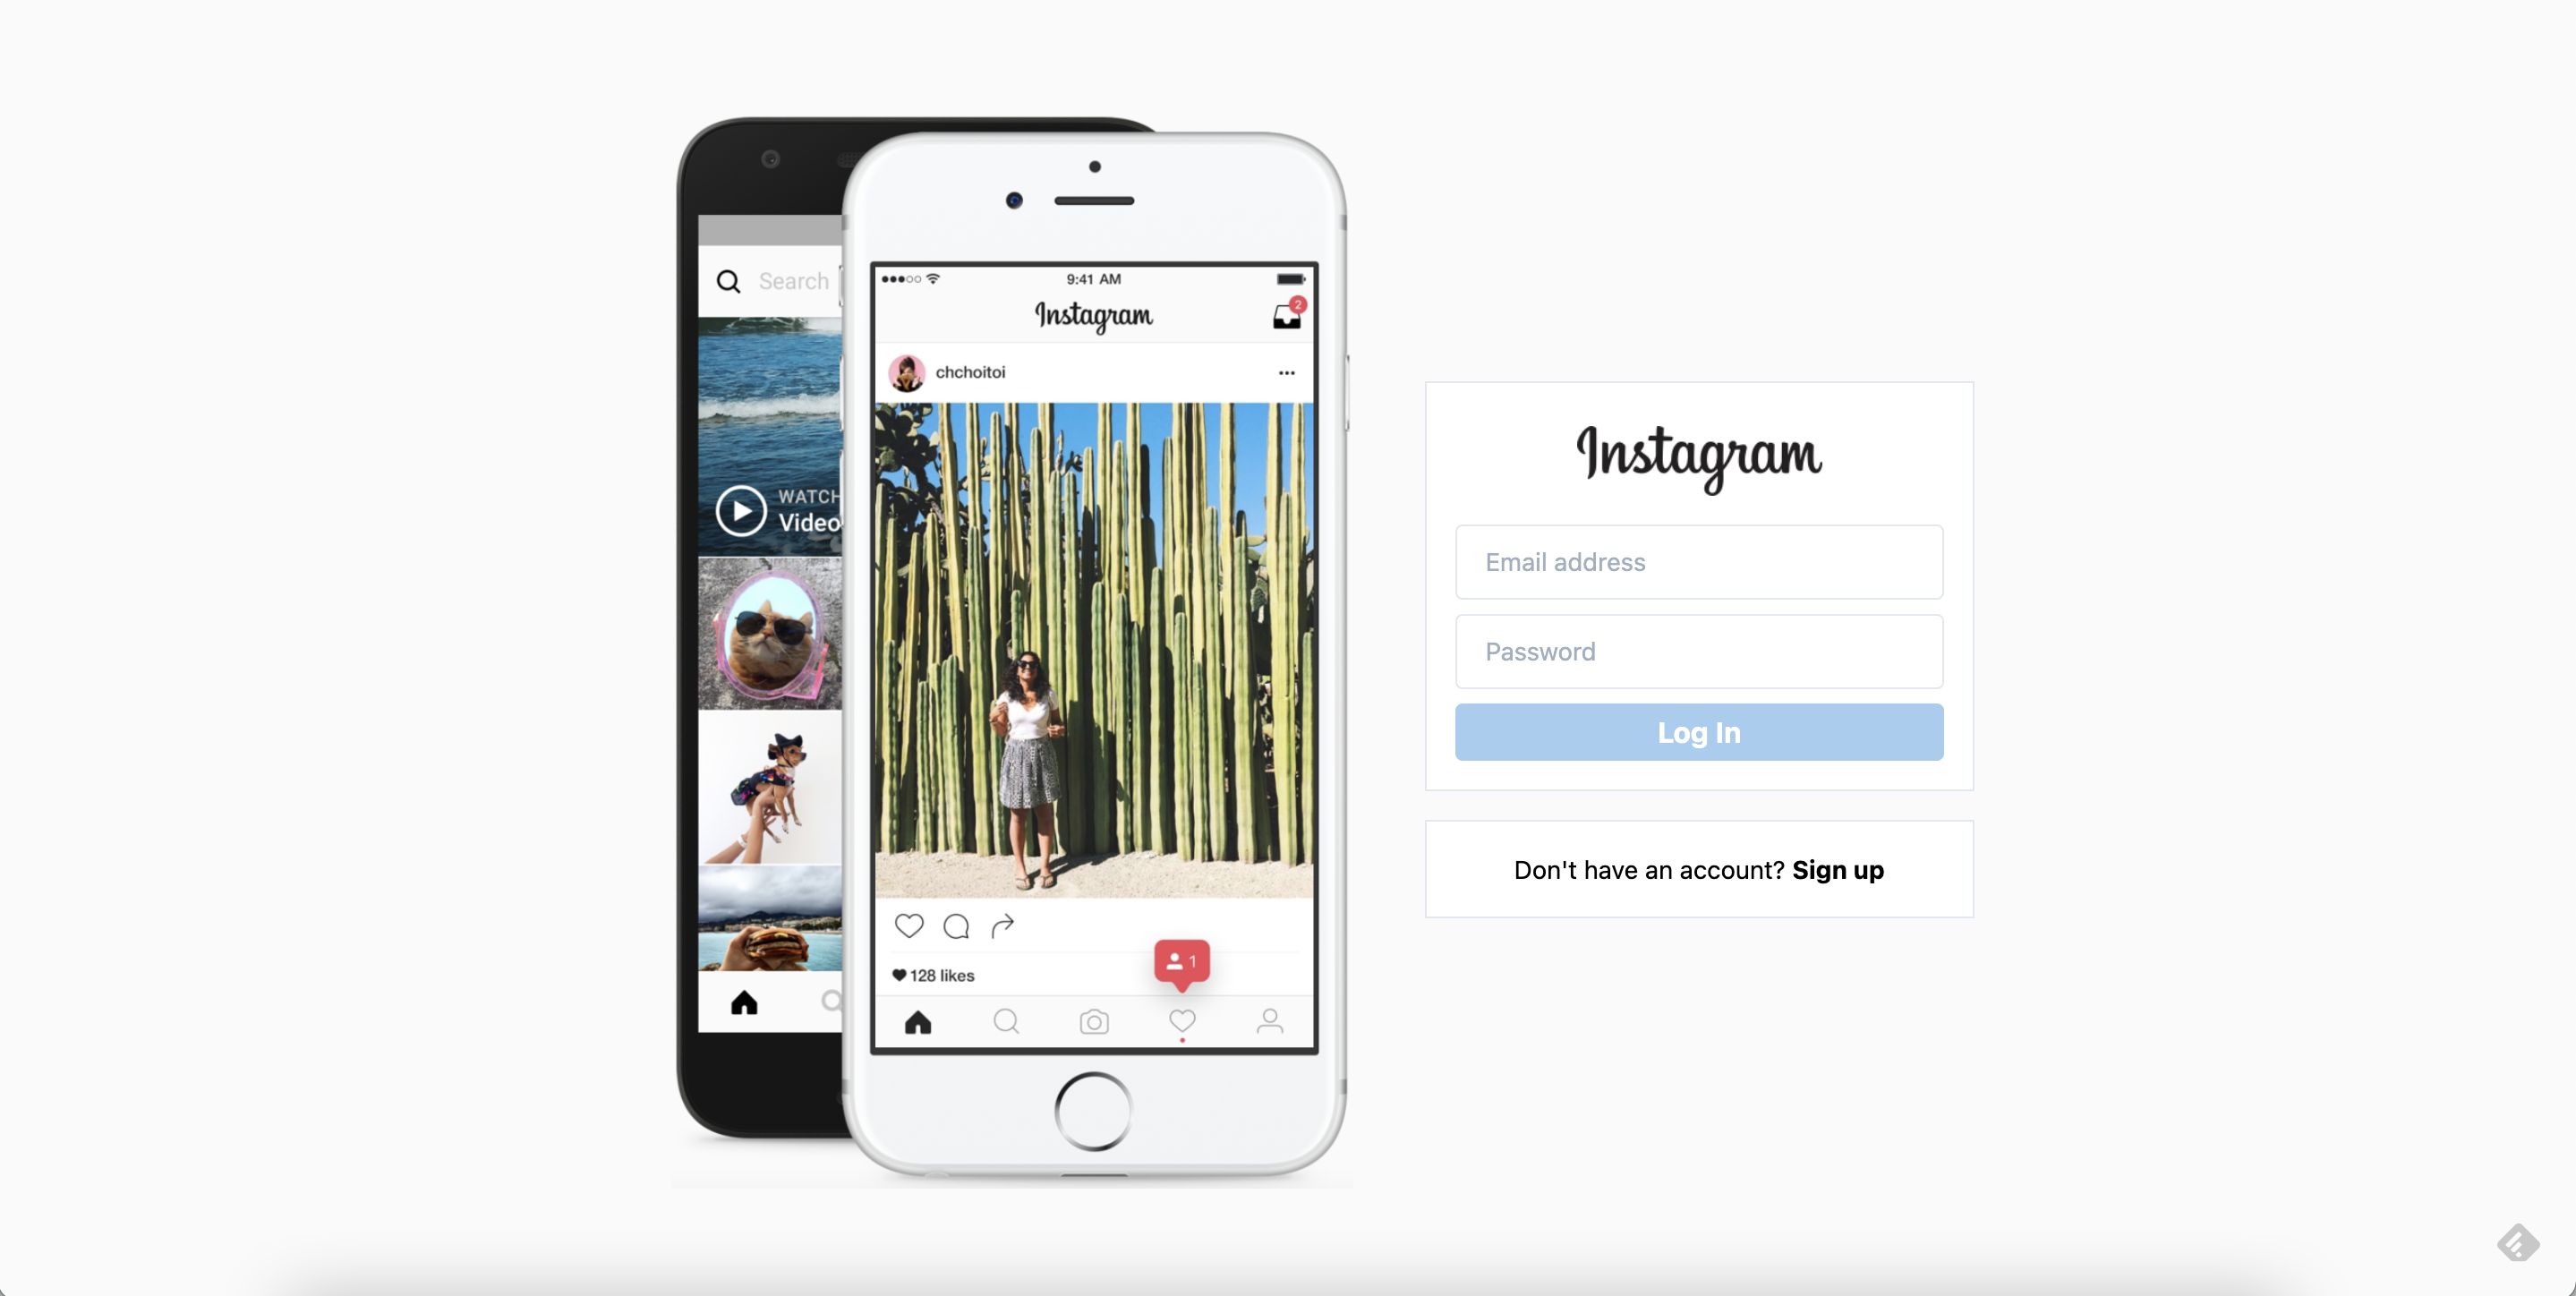 Search
WATCH
Video
9:41 AM
Instagram
2
chchoitoi
1
128 likes
Instagram
Email address
Password
Log In
Don't have an account? Sign up